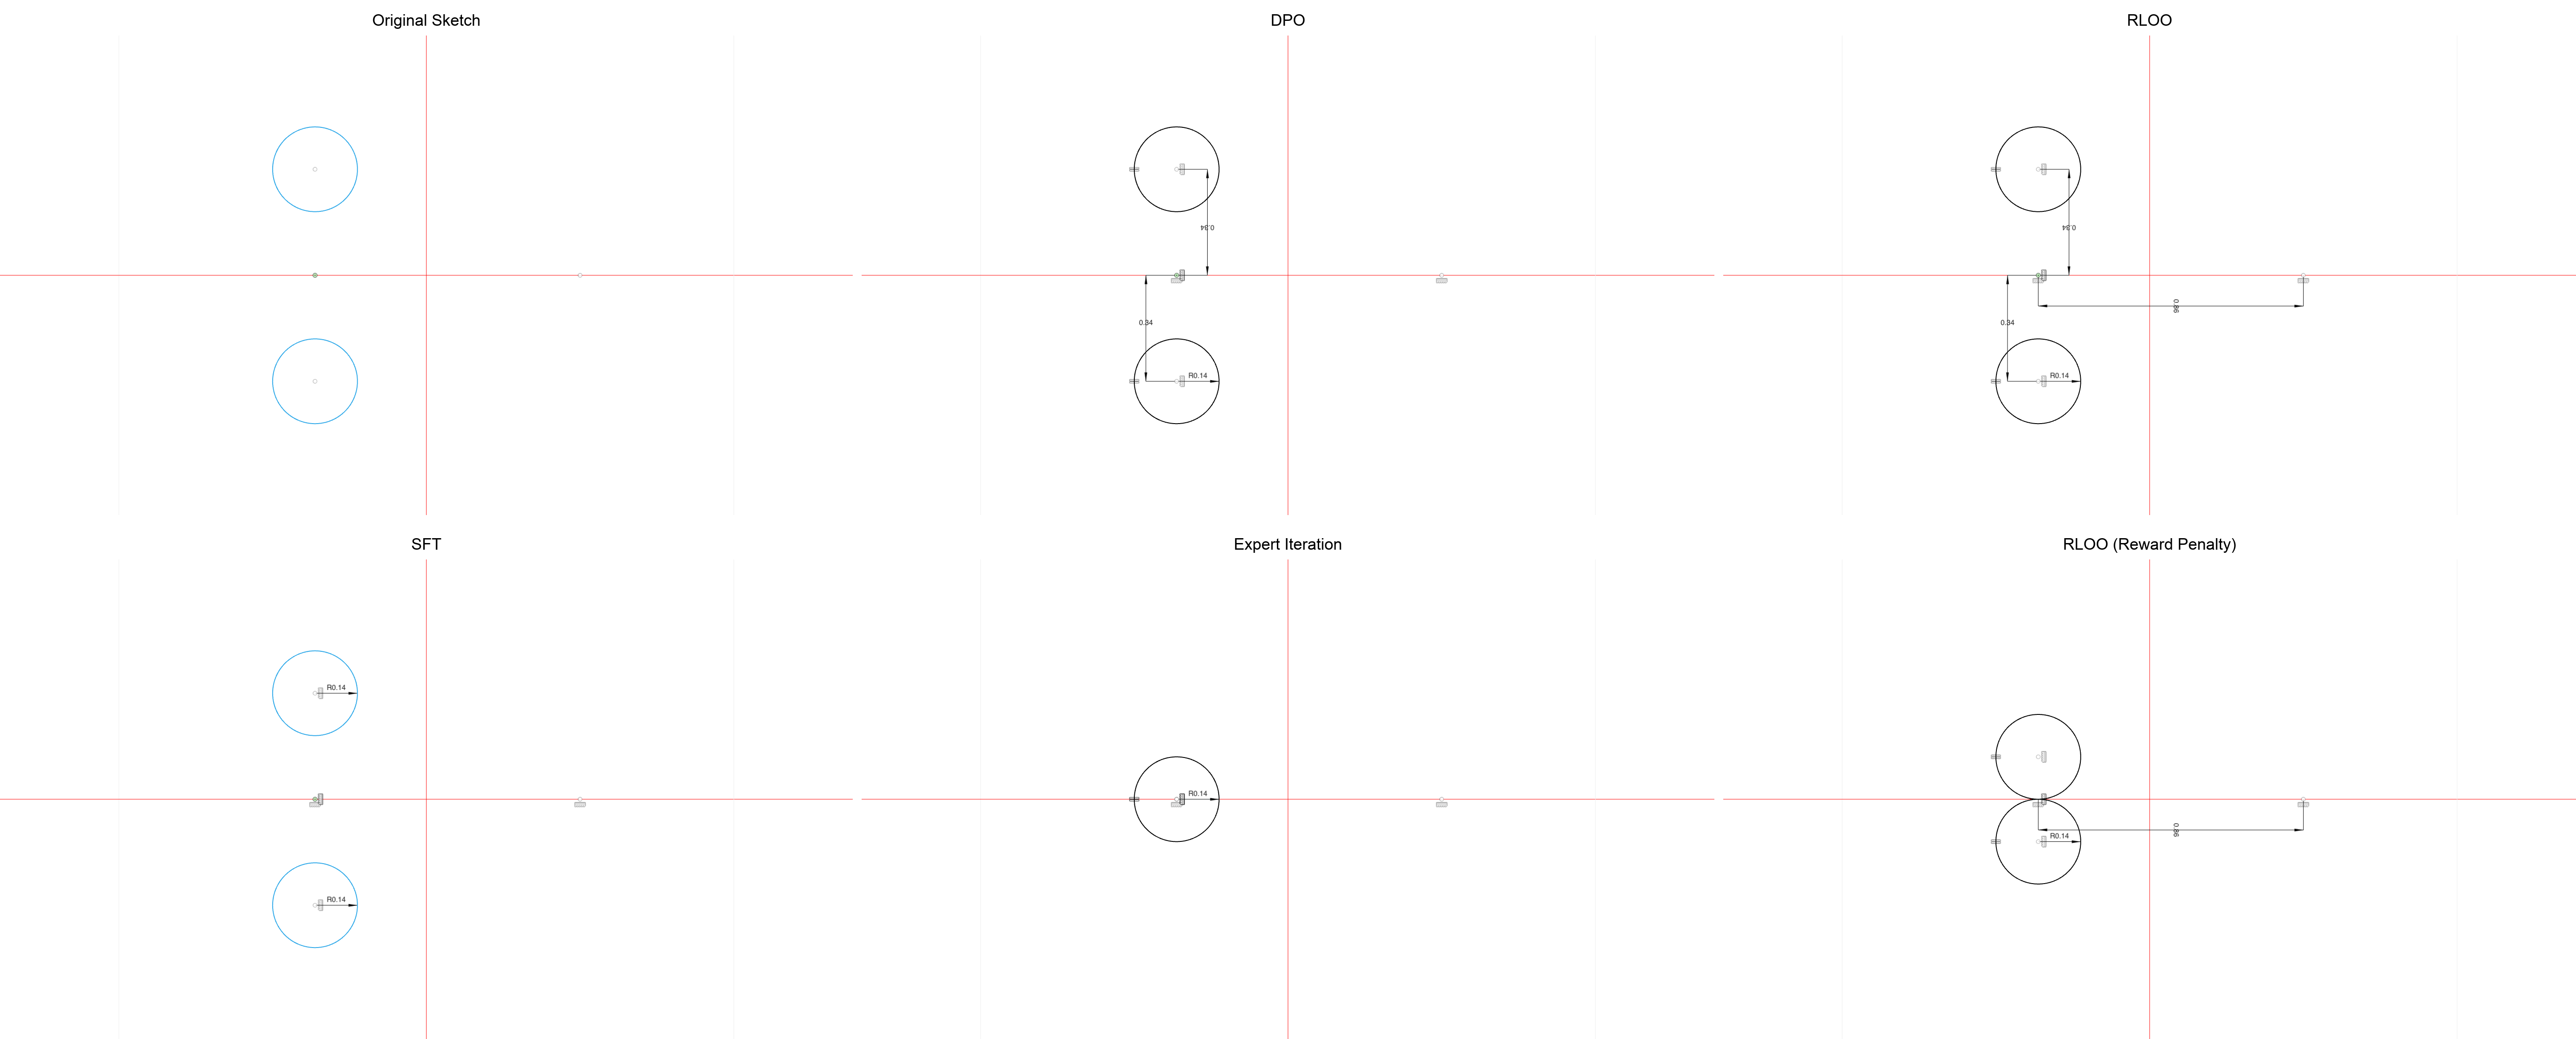 Original Sketch
DPO
0.34
0.34
R0.14
RLOO
0.34
0.86
0.34
R0.14
SFT
R0.14
R0.14
Expert Iteration
R0.14
RLOO (Reward Penalty)
0.86
R0.14